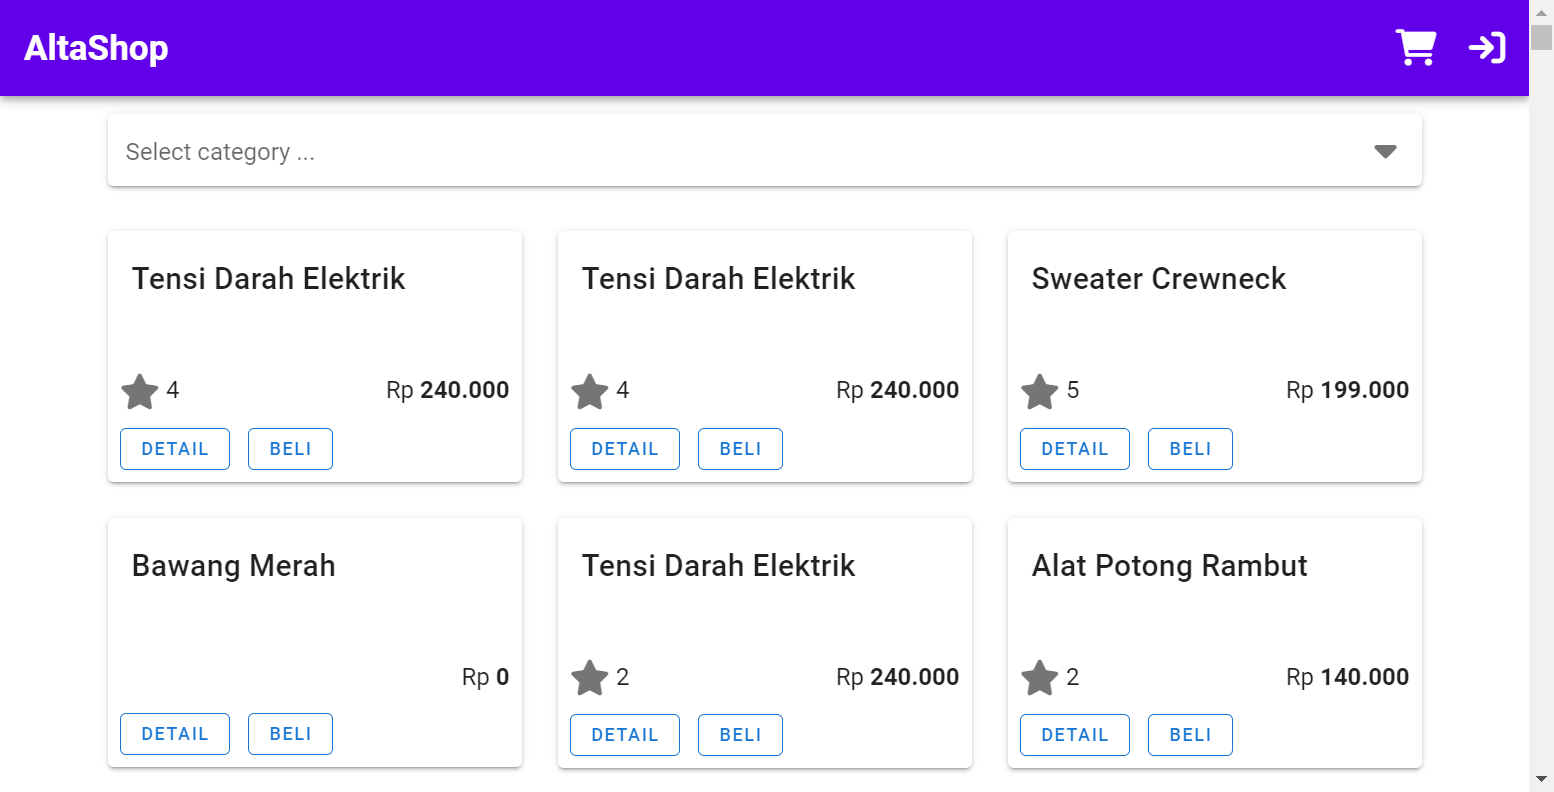 AltaShop
Select category ...
Tensi Darah Elektrik
4 Rp 240.000
DETAIL BELI
Tensi Darah Elektrik
4 Rp 240.000
DETAIL BELI
Sweater Crewneck
5 Rp 199.000
DETAIL BELI
Bawang Merah
Rp 0
DETAIL BELI
Tensi Darah Elektrik
2 Rp 240.000
DETAIL BELI
Alat Potong Rambut
2 Rp 140.000
DETAIL BELI